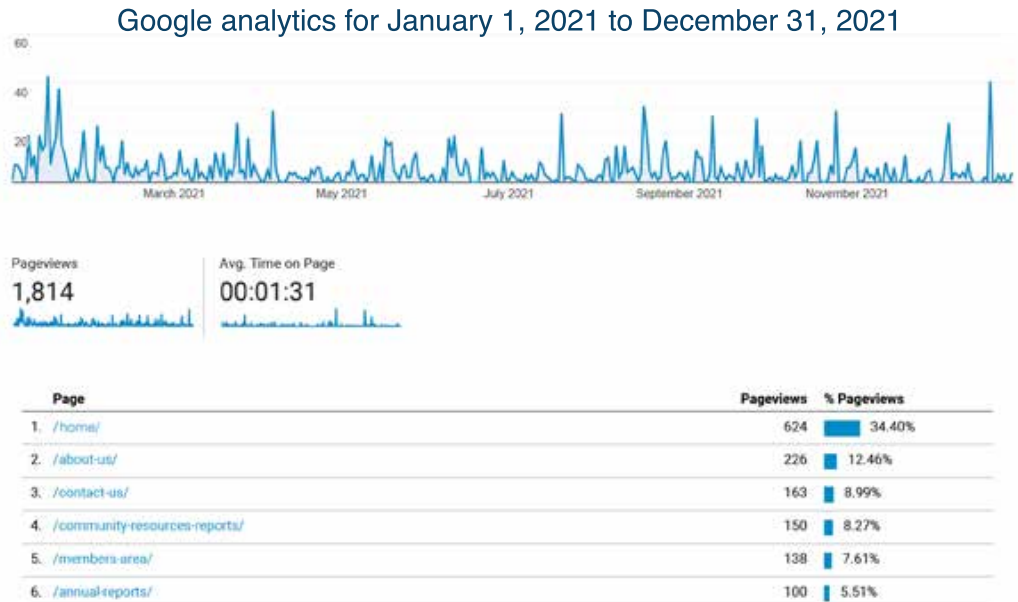 Google analytics for January 1, 2021 to December 31, 2021
60
40
20
March 2021 May 2021 July 2021 September 2021 November 2021
Pageviews Avg. Time on Page
1,814 00:01:31
Page Pageviews % Pageviews
1. /home/ 624 34.40%
2. /about-us/ 226 12.46%
3. /contact-us/ 163 8.99%
4. /community-resources-reports/ 150 8.27%
5. /members-area/ 138 7.61%
6. /annual-reports/ 100 5.51%